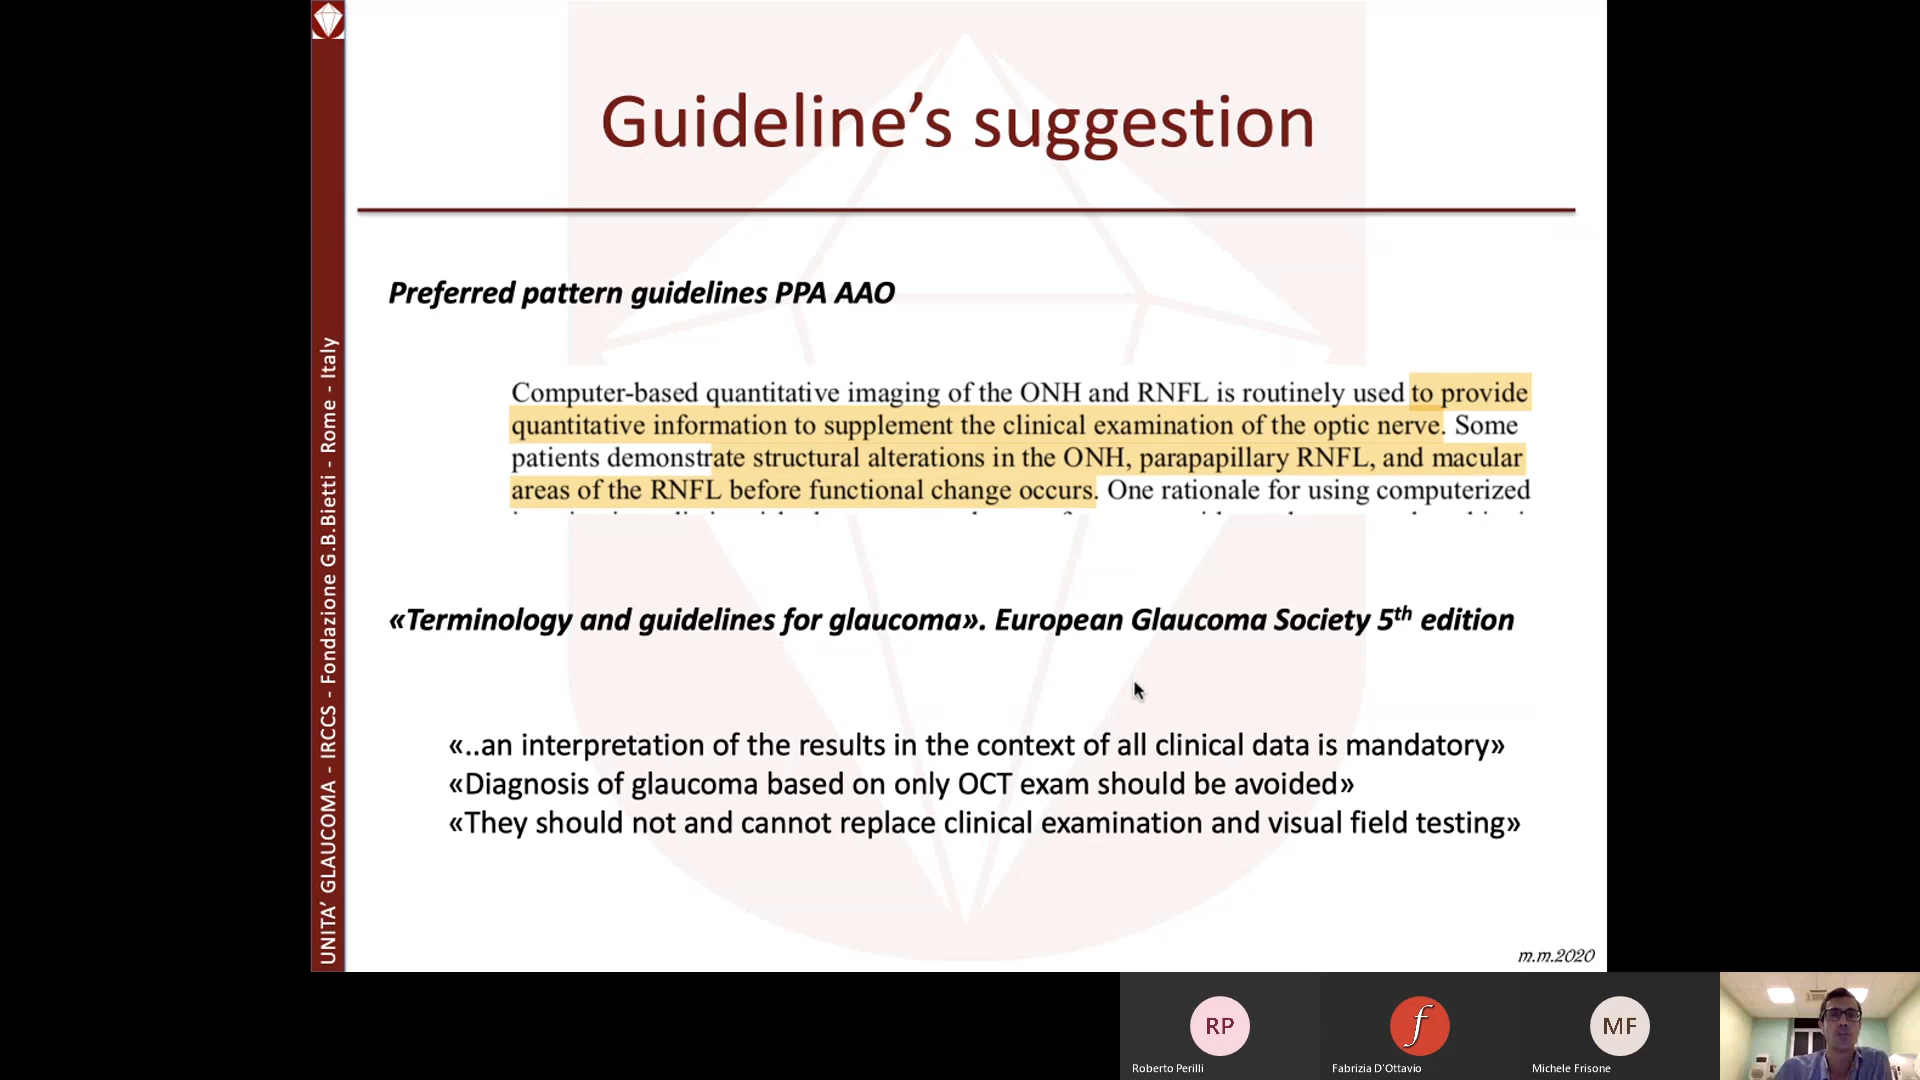 Guideline’s suggestion
Preferred pattern guidelines PPA AAO
Computer-based quantitative imaging of the ONH and RNFL is routinely used to provide
quantitative information to supplement the clinical examination of the optic nerve. Some
patients demonstrate structural alterations in the ONH, parapapillary RNFL, and macular
areas of the RNFL before functional change occurs. One rationale for using computerized
«Terminology and guidelines for glaucoma». European Glaucoma Society 5th edition
«..an interpretation of the results in the context of all clinical data is mandatory»
«Diagnosis of glaucoma based on only OCT exam should be avoided»
«They should not and cannot replace clinical examination and visual field testing»
UNITA’ GLAUCOMA - IRCCS - Fondazione G.B.Bietti - Rome - Italy
m.m.2020
RP
f
MF
Roberto Perilli
Fabrizia D'Ottavio
Michele Frisone